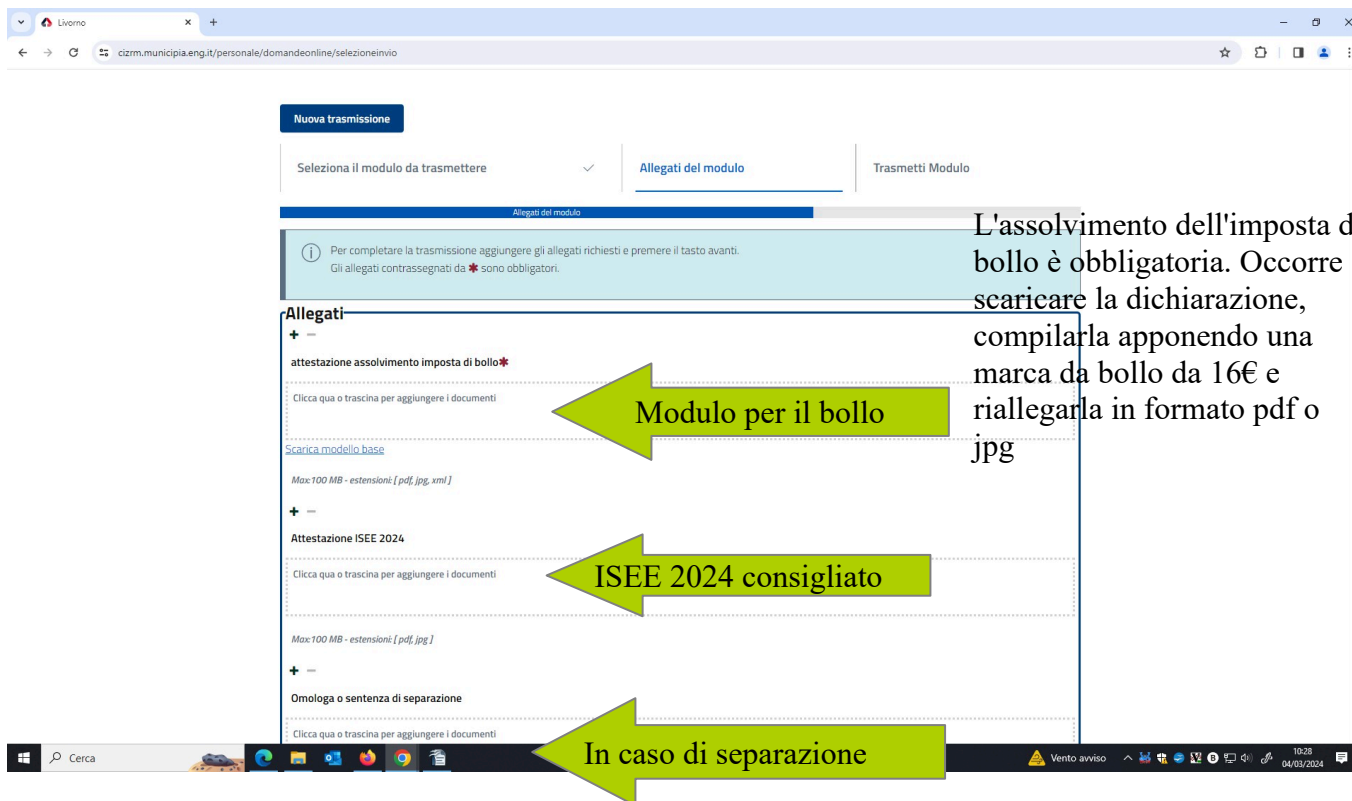 Livorno
cizrm.municipia.eng.it/personale/domandeonline/selezioneinvio
Nuova trasmissione
Seleziona il modulo da trasmettere
Allegati del modulo
Trasmetti Modulo
Allegati del modulo
Per completare la trasmissione aggiungere gli allegati richiesti e premere il tasto avanti.
Gli allegati contrassegnati da ✱ sono obbligatori.
L'assolvimento dell'imposta d
bollo è obbligatoria. Occorre
scaricare la dichiarazione,
compilarla apponendo una
marca da bollo da 16€ e
riallegarla in formato pdf o
jpg
Allegati
+ −
attestazione assolvimento imposta di bollo✱
Clicca qua o trascina per aggiungere i documenti
Modulo per il bollo
Scarica modello base
Max:100 MB - estensioni: [ pdf, jpg, xml ]
+ −
Attestazione ISEE 2024
Clicca qua o trascina per aggiungere i documenti
ISEE 2024 consigliato
Max:100 MB - estensioni: [ pdf, jpg ]
+ −
Omologa o sentenza di separazione
Clicca qua o trascina per aggiungere i documenti
In caso di separazione
Cerca
Vento avviso
10:28
04/03/2024